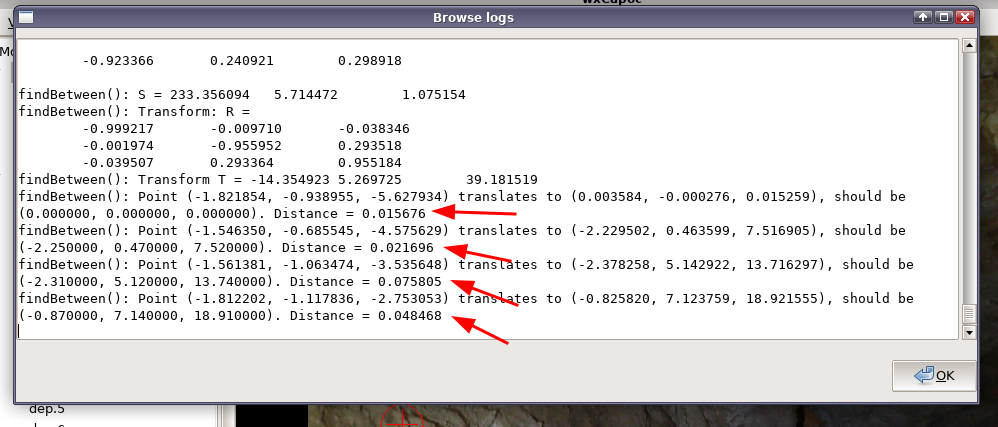 Browse logs
-0.923366 0.240921 0.298918
findBetween(): S = 233.356094 5.714472 1.075154
findBetween(): Transform: R =
-0.999217 -0.009710 -0.038346
-0.001974 -0.955952 0.293518
-0.039507 0.293364 0.955184
findBetween(): Transform T = -14.354923 5.269725 39.181519
findBetween(): Point (-1.821854, -0.938955, -5.627934) translates to (0.003584, -0.000276, 0.015259), should be
(0.000000, 0.000000, 0.000000). Distance = 0.015676
findBetween(): Point (-1.546350, -0.685545, -4.575629) translates to (-2.229502, 0.463599, 7.516905), should be
(-2.250000, 0.470000, 7.520000). Distance = 0.021696
findBetween(): Point (-1.561381, -1.063474, -3.535648) translates to (-2.378258, 5.142922, 13.716297), should be
(-2.310000, 5.120000, 13.740000). Distance = 0.075805
findBetween(): Point (-1.812202, -1.117836, -2.753053) translates to (-0.825820, 7.123759, 18.921555), should be
(-0.870000, 7.140000, 18.910000). Distance = 0.048468
OK
dep.5